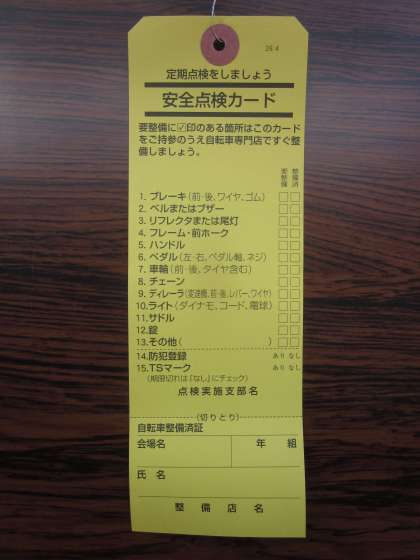 26.4
定期点検をしましょう
安全点検カード
要整備に☑印のある箇所はこのカード
をご持参のうえ自転車専門店ですぐ整
備しましょう。
要整備 整備済
1. ブレーキ(前・後、ワイヤ、ゴム) □□
2. ベルまたはブザー □□
3. リフレクタまたは尾灯 □□
4. フレーム・前ホーク □□
5. ハンドル □□
6. ペダル(左・右、ペダル軸、ネジ) □□
7. 車輪(前・後、タイヤ含む) □□
8. チェーン □□
9. ディレーラ(変速機、前・後、レバー、ワイヤ) □□
10.ライト(ダイナモ、コード、電球) □□
11.サドル □□
12.錠 □□
13.その他( ) □□
14.防犯登録 あり なし
15.TSマーク あり なし
(期限切れは「なし」にチェック)
点検実施支部名
(切りとり)
自転車整備済証
会場名 年 組
氏 名
整 備 店 名